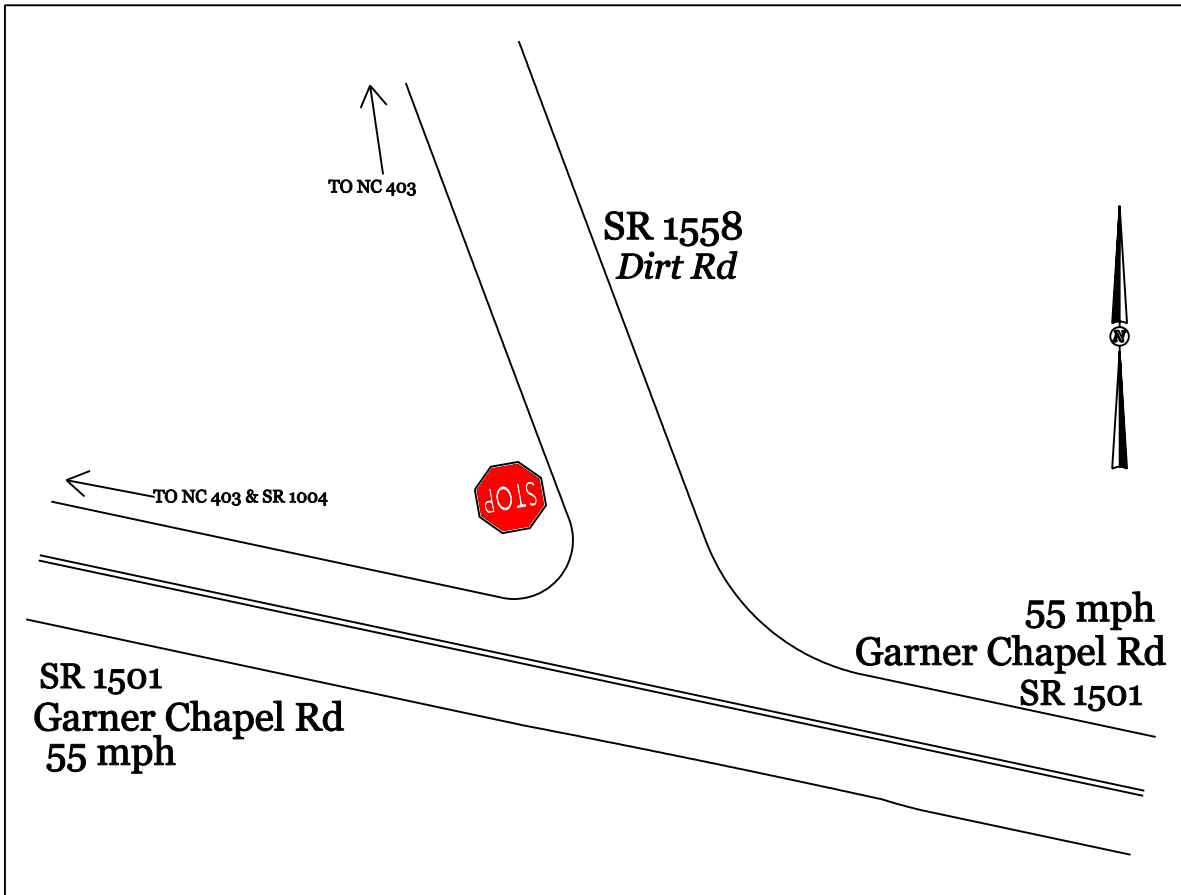 TO NC 403
SR 1558
Dirt Rd
N
STOP
TO NC 403 & SR 1004
55 mph
Garner Chapel Rd
SR 1501
SR 1501
Garner Chapel Rd
55 mph